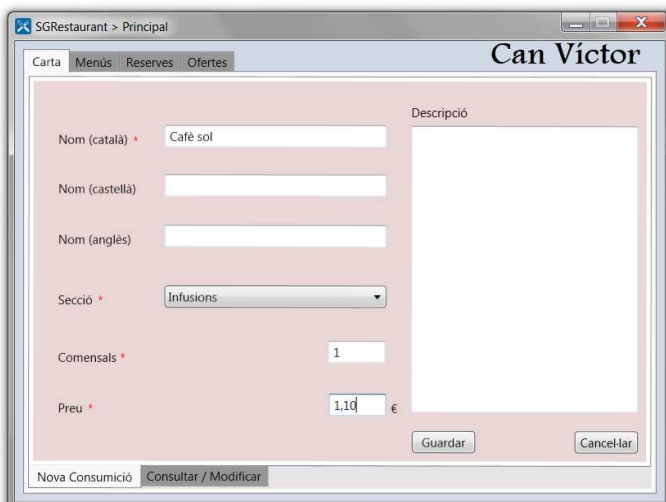 SGRestaurant > Principal
Can Víctor
Carta Menús Reserves Ofertes
Descripció
Nom (català) * Cafè sol
Nom (castellà)
Nom (anglès)
Secció * Infusions
Comensals * 1
Preu * 1,10 €
Guardar Cancel·lar
Nova Consumició Consultar / Modificar